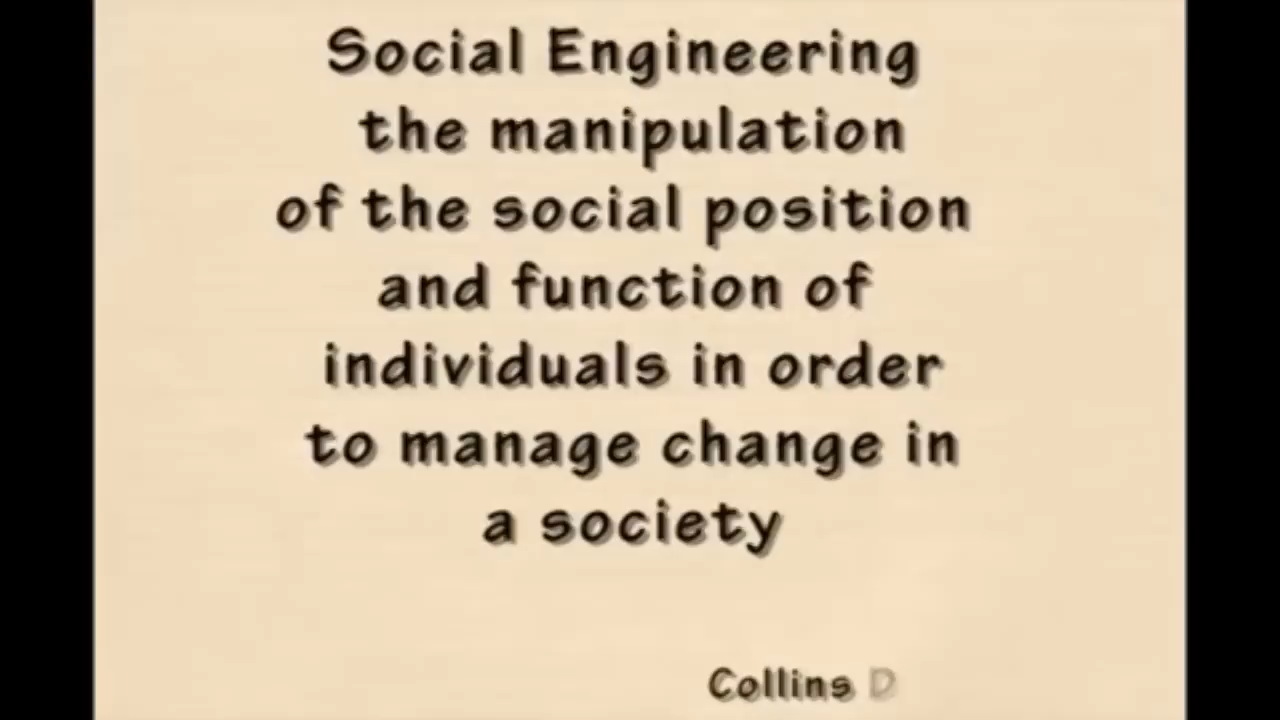 Social Engineering
the manipulation
of the social position
and function of
individuals in order
to manage change in
a society
Collins D